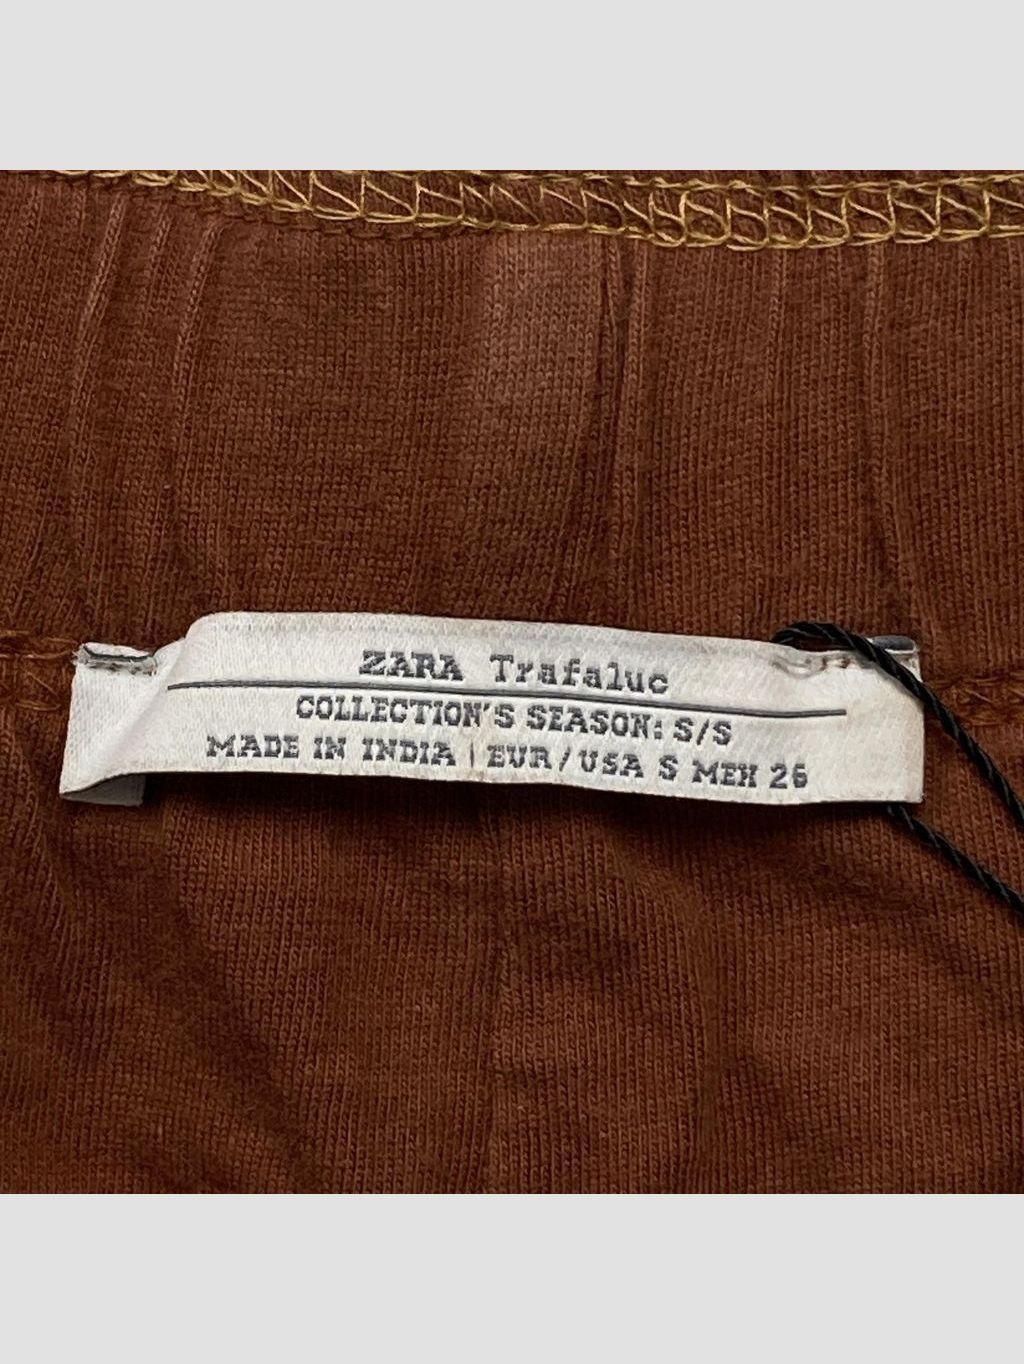 ZARA Trafaluc
COLLECTION'S SEASON: S/S
MADE IN INDIA | EUR/USA S MEX 26